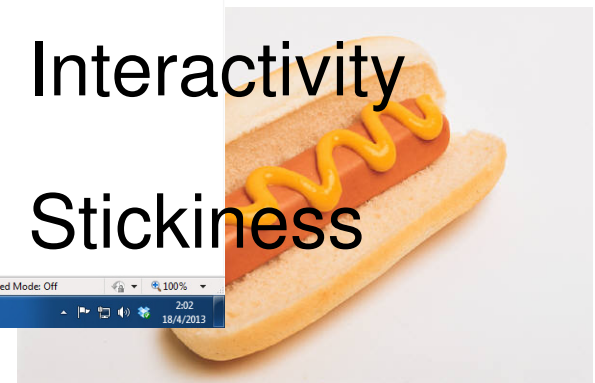 Interactivity
Stickiness
ed Mode: Off
100%
2:02
18/4/2013